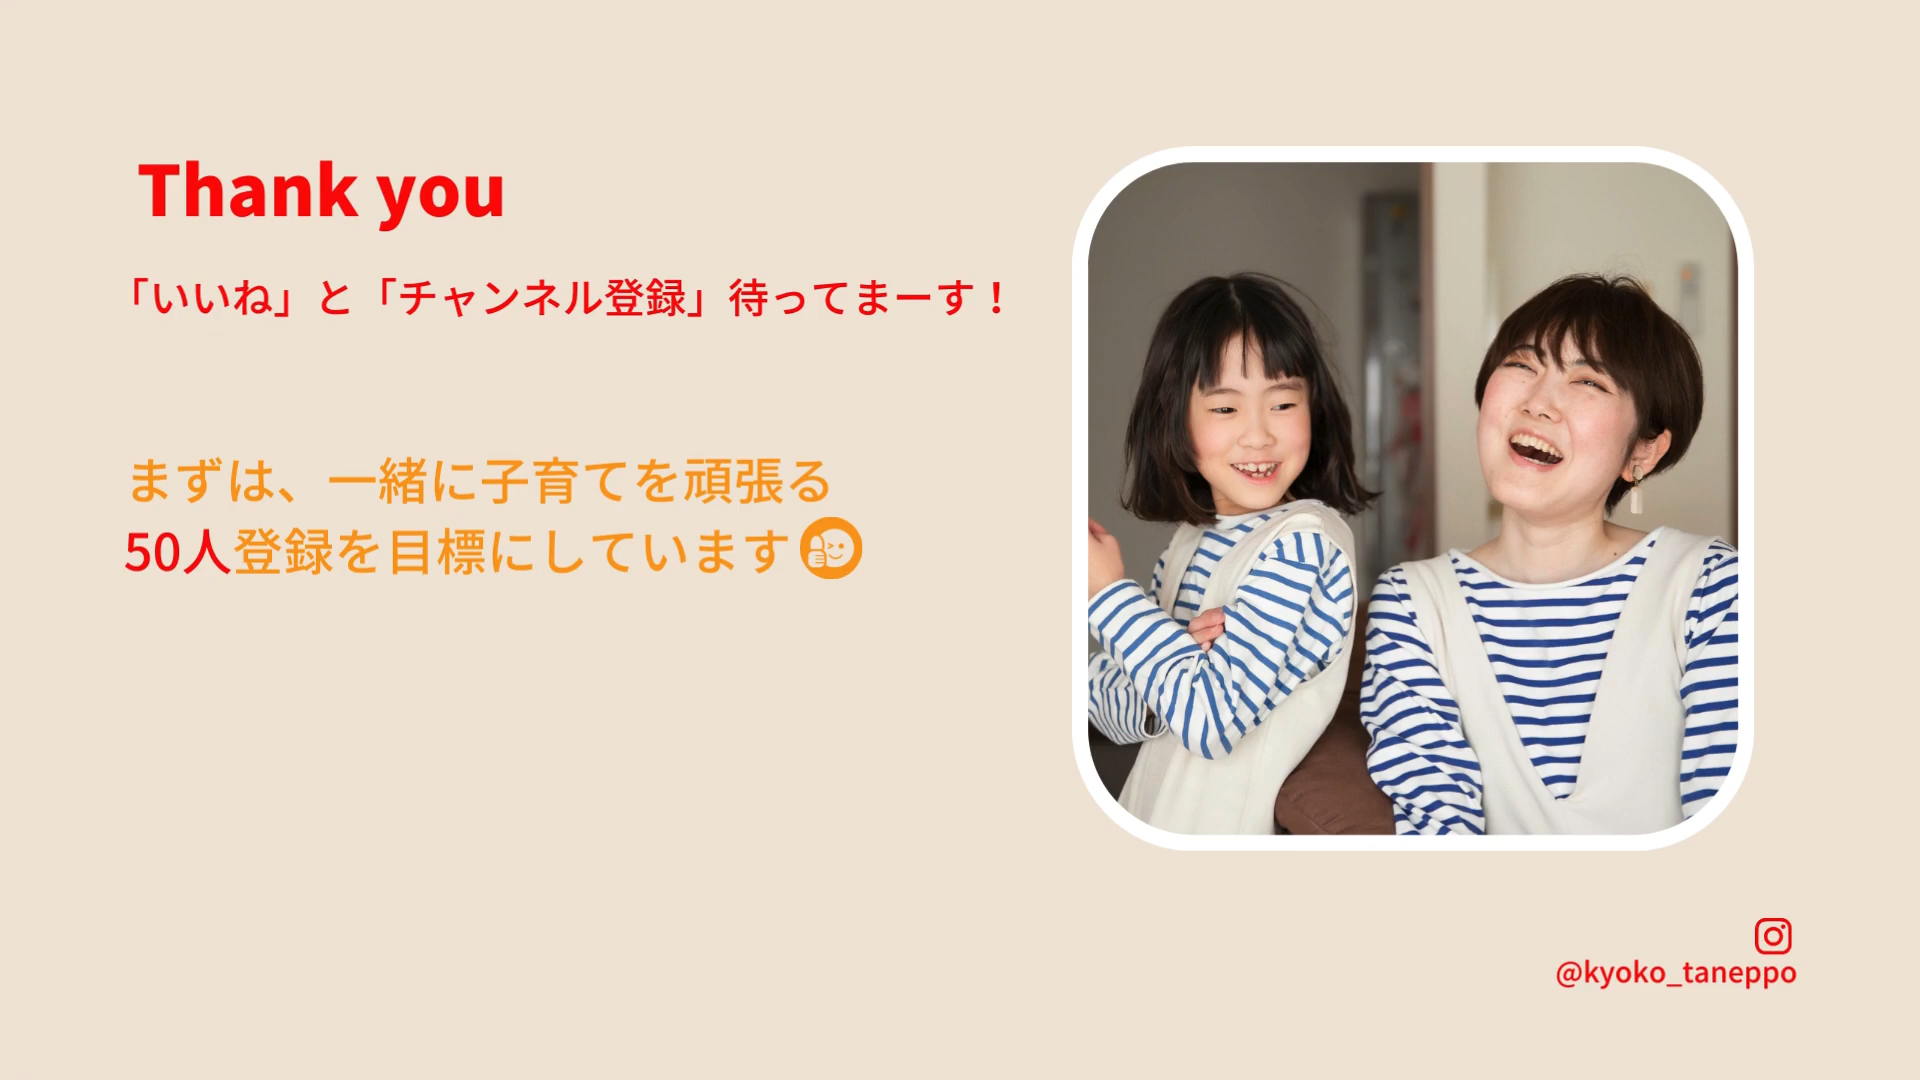 Thank you
「いいね」と「チャンネル登録」待ってまーす！
まずは、一緒に子育てを頑張る
50人登録を目標にしています
@kyoko_taneppo